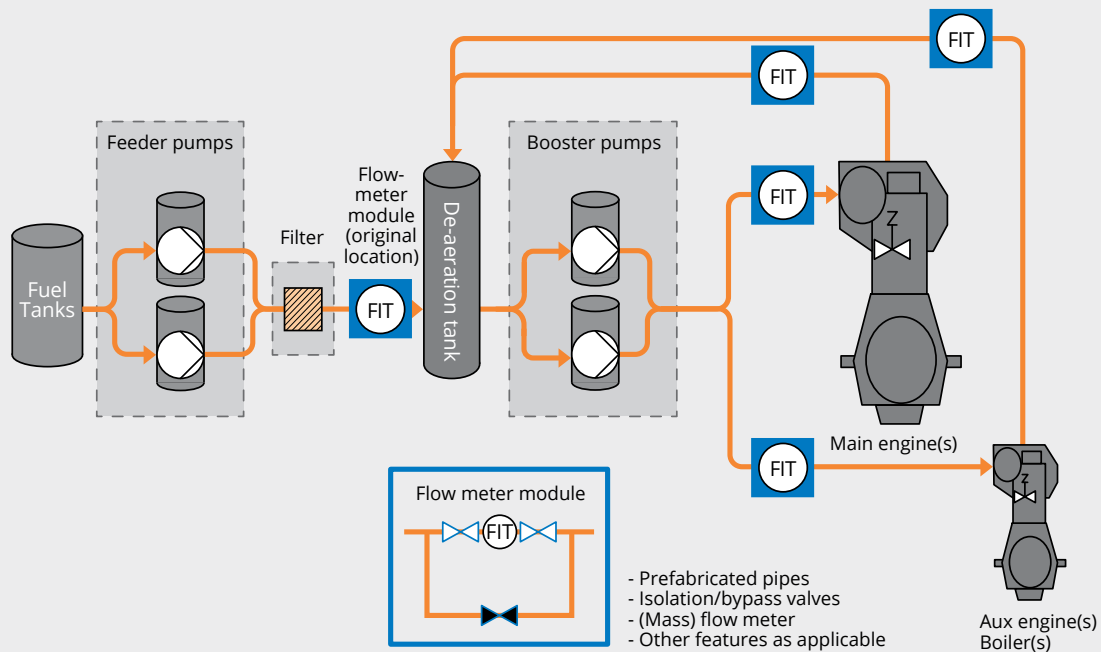 FIT
FIT
Feeder pumps
Booster pumps
Flow-
meter
module
(original
location)
Filter
De-aeration tank
FIT
Z
Fuel
Tanks
FIT
Main engine(s)
FIT
Z
Flow meter module
FIT
- Prefabricated pipes
- Isolation/bypass valves
- (Mass) flow meter
- Other features as applicable
Aux engine(s)
Boiler(s)